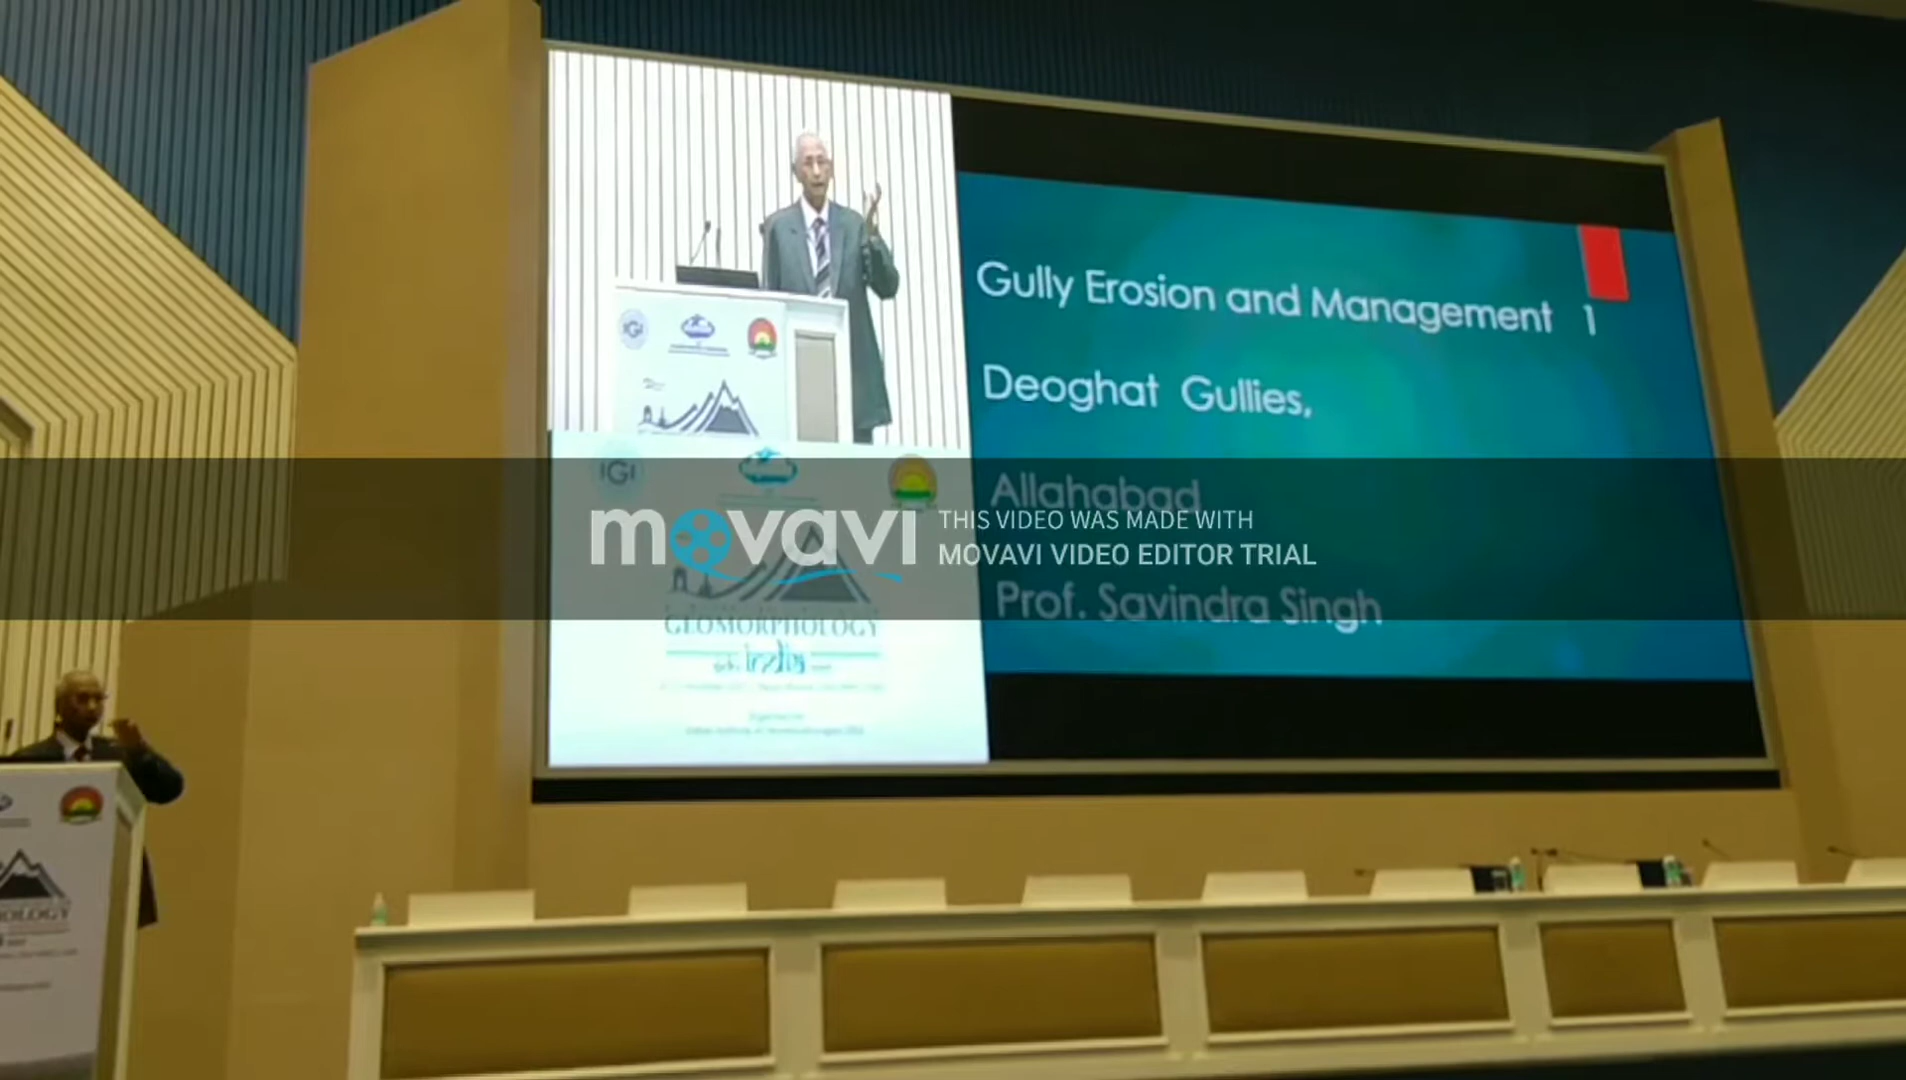 Gully Erosion and Management 1
Deoghat Gullies,
Allahabad
Prof. Savindra Singh
IGI
IGI
GEOMORPHOLOGY
India
movavi
THIS VIDEO WAS MADE WITH
MOVAVI VIDEO EDITOR TRIAL